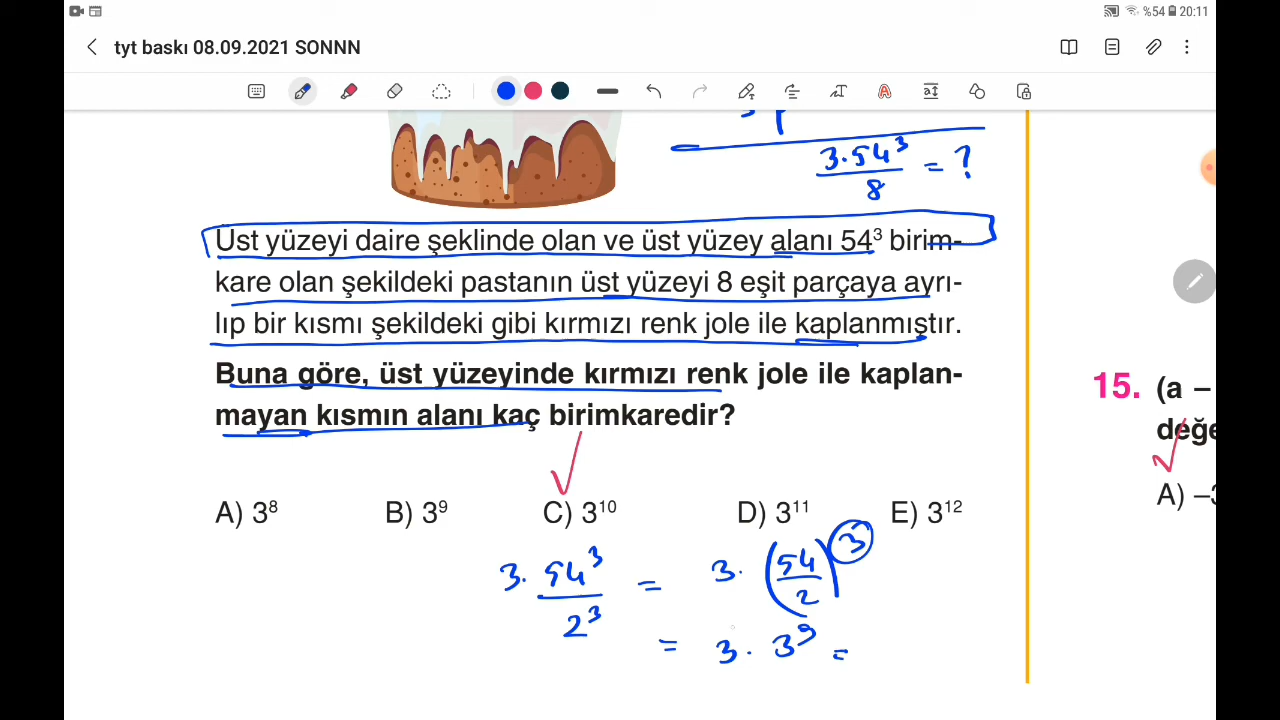 %54 20:11
tyt baskı 08.09.2021 SONNN
3.54³/8 = ?
Üst yüzeyi daire şeklinde olan ve üst yüzey alanı 54³ birim-
kare olan şekildeki pastanın üst yüzeyi 8 eşit parçaya ayrı-
lıp bir kısmı şekildeki gibi kırmızı renk jole ile kaplanmıştır.
Buna göre, üst yüzeyinde kırmızı renk jole ile kaplan-
mayan kısmın alanı kaç birimkaredir?
A) 3⁸ B) 3⁹ C) 3¹⁰ D) 3¹¹ E) 3¹²
3. 54³/2³ = 3. (54/2)³
= 3 . 3⁹ =
15. (a –
değe
A) –3